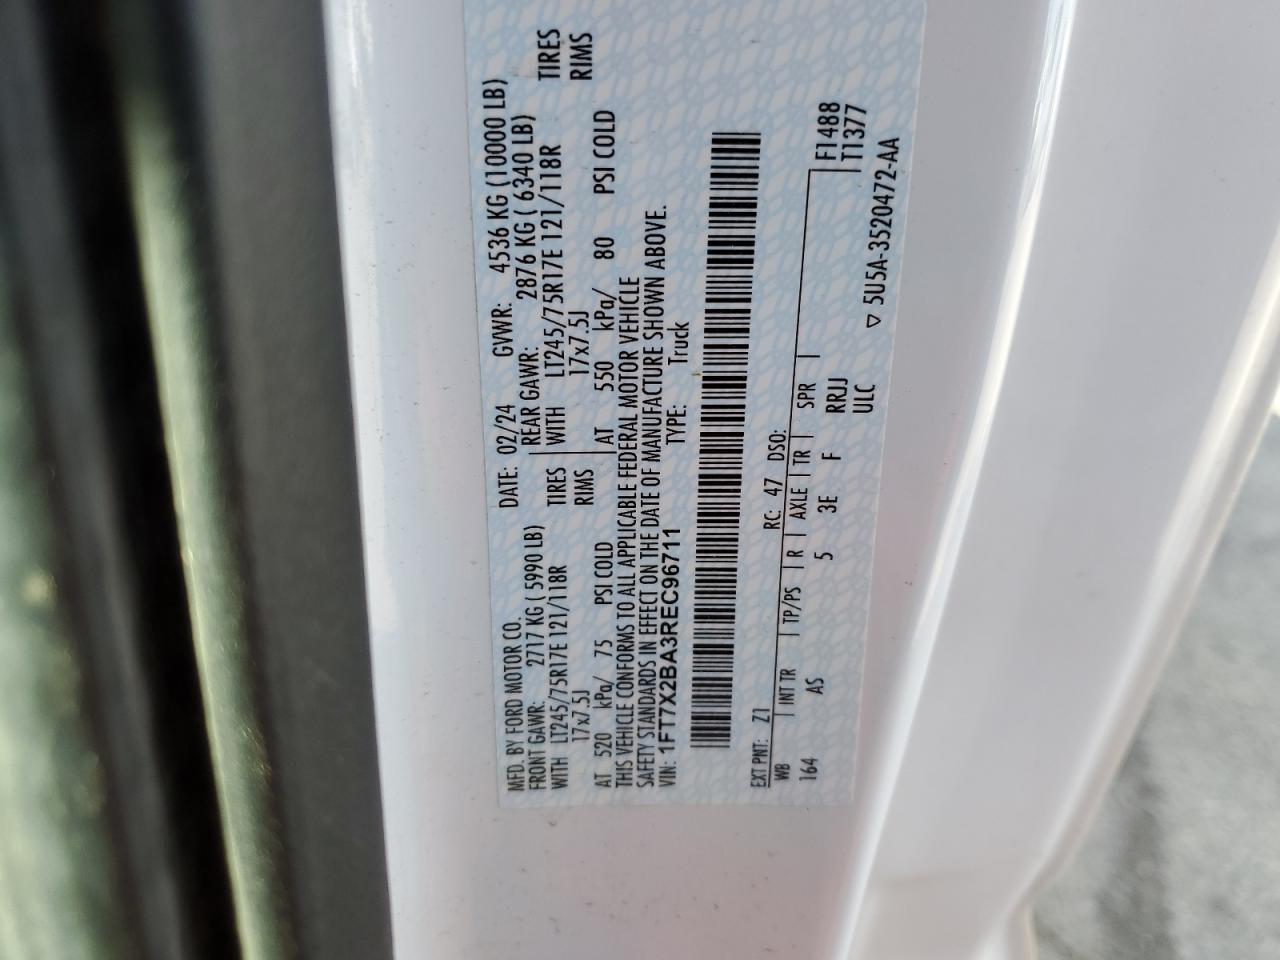 MFD. BY FORD MOTOR CO. DATE: 02/24 GVWR: 4536 KG (10000 LB)
FRONT GAWR: 2717 KG ( 5990 LB) REAR GAWR: 2876 KG ( 6340 LB)
WITH LT245/75R17E 121/118R TIRES WITH LT245/75R17E 121/118R TIRES
17x7.5J RIMS 17x7.5J RIMS
AT 520 kPa/ 75 PSI COLD AT 550 kPa/ 80 PSI COLD
THIS VEHICLE CONFORMS TO ALL APPLICABLE FEDERAL MOTOR VEHICLE
SAFETY STANDARDS IN EFFECT ON THE DATE OF MANUFACTURE SHOWN ABOVE.
VIN: 1FT7X2BA3REC96711 TYPE: Truck
EXT PNT: Z1 RC: 47 DSO:
WB INT TR TP/PS R AXLE TR SPR
164 AS 5 3E F RRJJ F1488
ULC T1377
▽ 5U5A-3520472-AA